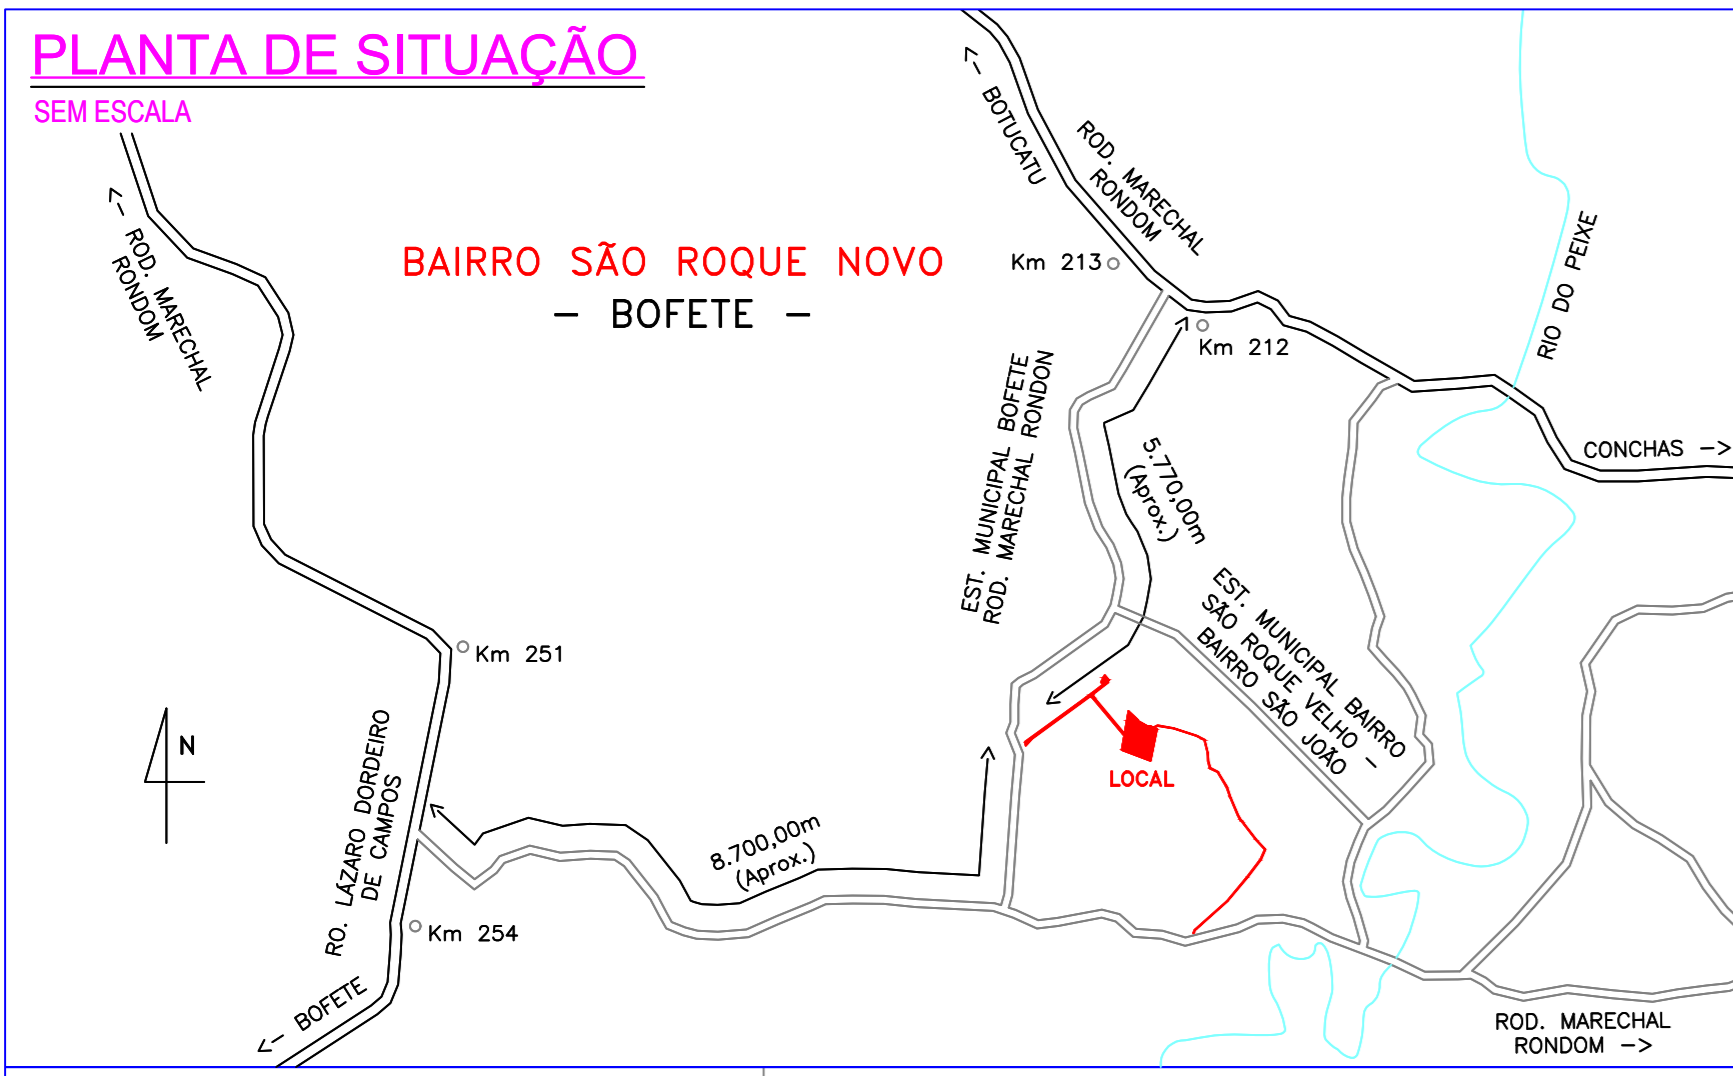 PLANTA DE SITUAÇÃO
SEM ESCALA
<- BOTUCATU
ROD. MARECHAL
RONDOM
<- ROD. MARECHAL
RONDOM
BAIRRO SÃO ROQUE NOVO
- BOFETE -
Km 213
Km 212
RIO DO PEIXE
CONCHAS ->
EST. MUNICIPAL BOFETE
ROD. MARECHAL RONDON
5.770,00m
(Aprox.)
EST. MUNICIPAL BAIRRO
SÃO ROQUE VELHO -
BAIRRO SÃO JOÃO
Km 251
N
LOCAL
RO. LÁZARO DORDEIRO
DE CAMPOS
8.700,00m
(Aprox.)
Km 254
<- BOFETE
ROD. MARECHAL
RONDOM ->